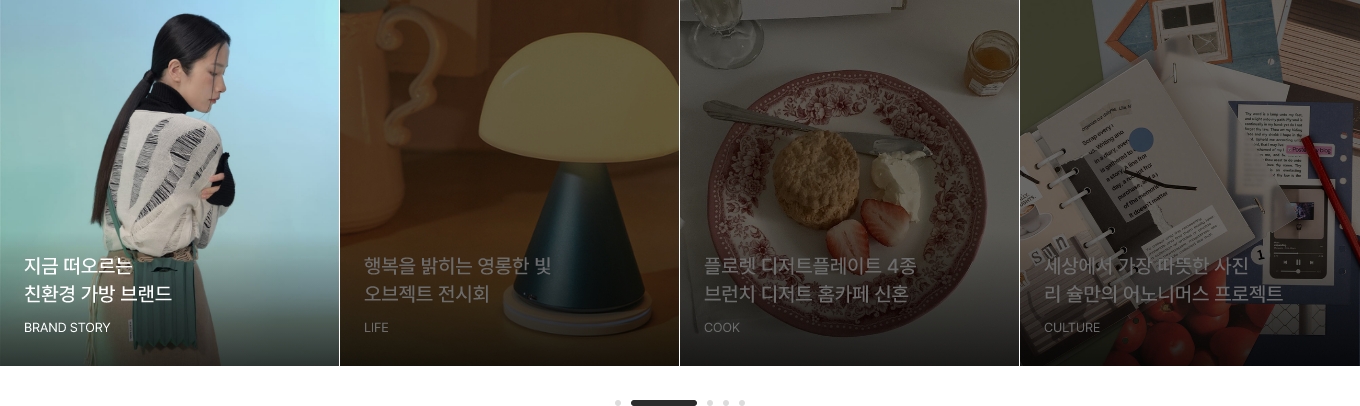 지금 떠오르는
친환경 가방 브랜드
BRAND STORY
행복을 밝히는 영롱한 빛
오브젝트 전시회
LIFE
플로렛 디저트플레이트 4종
브런치 디저트 홈카페 신혼
COOK
세상에서 가장 따뜻한 사진
리 슐만의 어노니머스 프로젝트
CULTURE